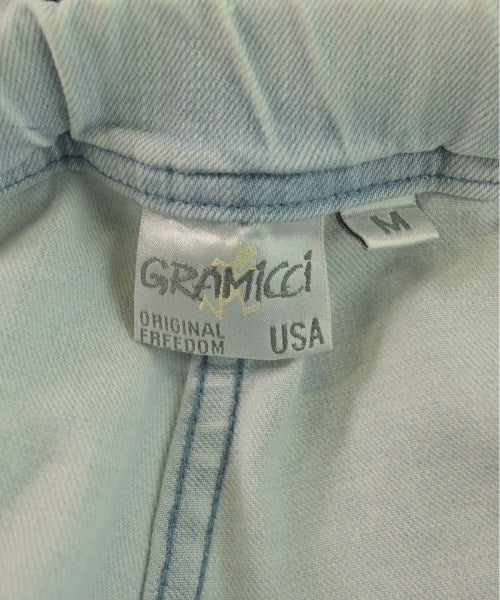 GRAMICCi
ORIGINAL
FREEDOM
USA
M